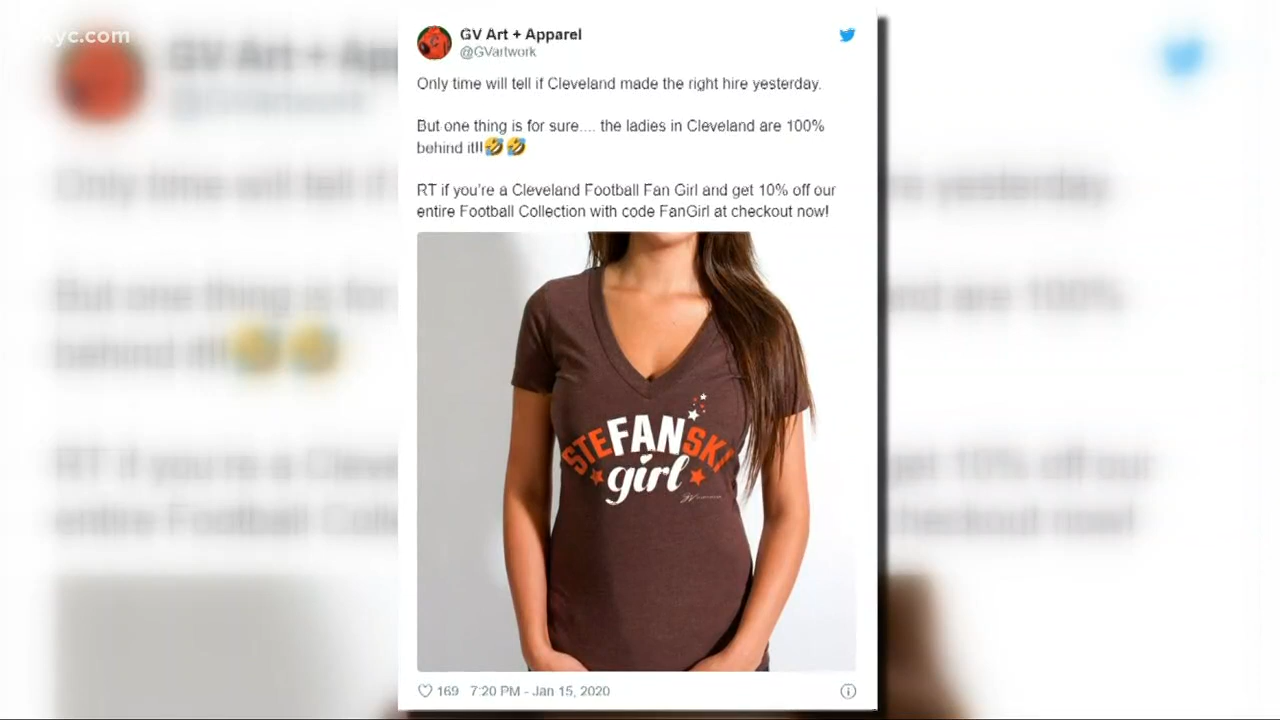 kyc.com
GV Art + Apparel
@GVartwork
Only time will tell if Cleveland made the right hire yesterday.
But one thing is for sure.... the ladies in Cleveland are 100%
behind it!!🤣🤣
RT if you're a Cleveland Football Fan Girl and get 10% off our
entire Football Collection with code FanGirl at checkout now!
STEFANSKI
girl
169 7:20 PM - Jan 15, 2020